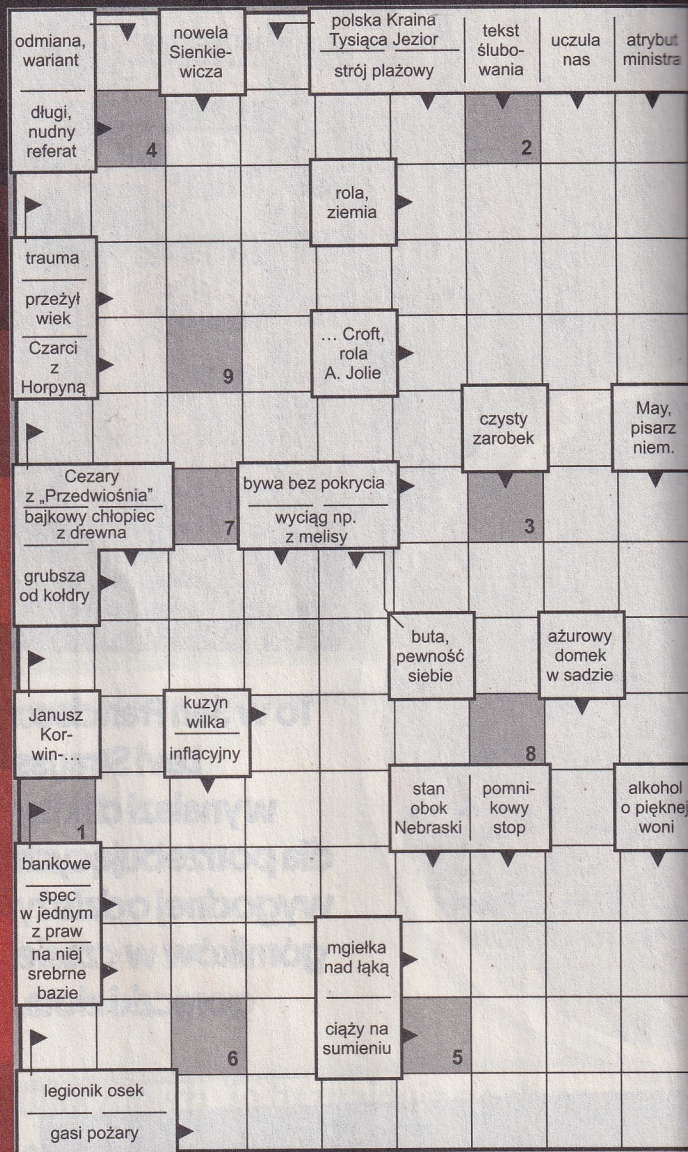 odmiana,
wariant
długi,
nudny
referat
nowela
Sienkie-
wicza
polska Kraina
Tysiąca Jezior
strój plażowy
tekst
ślubo-
wania
uczula
nas
atrybut
ministra
4
2
rola,
ziemia
trauma
przeżył
wiek
Czarci
z
Horpyną
9
... Croft,
rola
A. Jolie
czysty
zarobek
May,
pisarz
niem.
Cezary
z „Przedwiośnia”
bajkowy chłopiec
z drewna
grubsza
od kołdry
7
bywa bez pokrycia
wyciąg np.
z melisy
3
buta,
pewność
siebie
ażurowy
domek
w sadzie
Janusz
Kor-
win-...
kuzyn
wilka
inflacyjny
8
1
stan
obok
Nebraski
pomni-
kowy
stop
alkohol
o pięknej
woni
bankowe
spec
w jednym
z praw
na niej
srebrne
bazie
mgiełka
nad łąką
ciąży na
sumieniu
6
5
legionik osek
gasi pożary